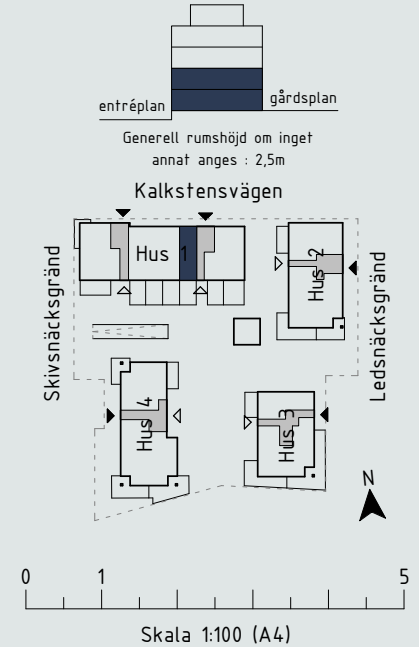 entréplan
gårdsplan
Generell rumshöjd om inget
annat anges : 2,5m
Kalkstensvägen
Skivsnäcksgränd
Hus 1
Hus 2
Ledsnäcksgränd
Hus 4
Hus 3
N
0 1 5
Skala 1:100 (A4)